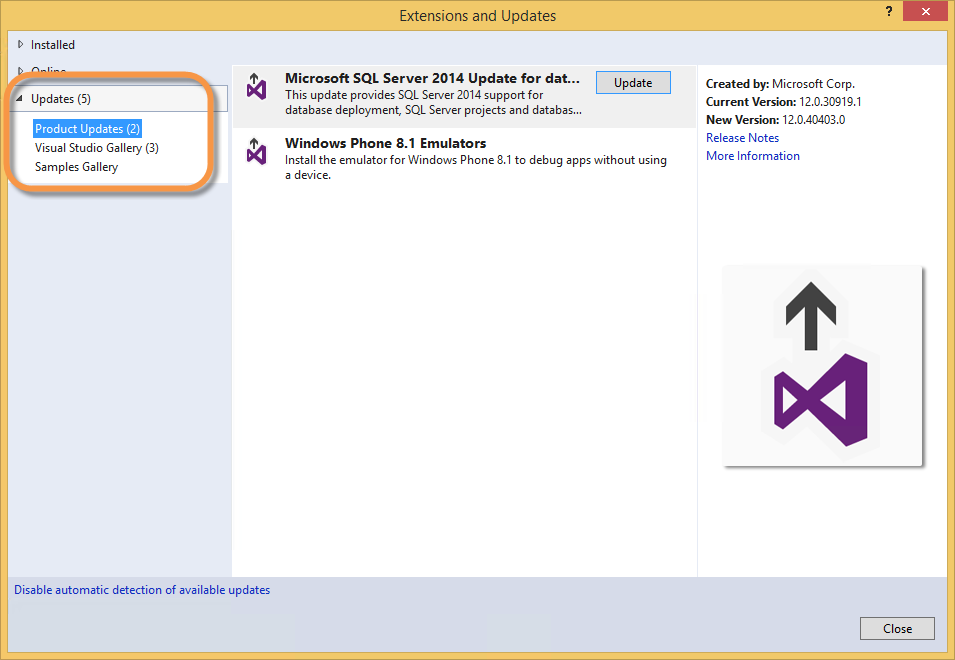 Extensions and Updates
?
Installed
Online
Updates (5)
Product Updates (2)
Visual Studio Gallery (3)
Samples Gallery
Microsoft SQL Server 2014 Update for dat...
Update
This update provides SQL Server 2014 support for
database deployment, SQL Server projects and databas...
Windows Phone 8.1 Emulators
Install the emulator for Windows Phone 8.1 to debug apps without using
a device.
Created by: Microsoft Corp.
Current Version: 12.0.30919.1
New Version: 12.0.40403.0
Release Notes
More Information
Disable automatic detection of available updates
Close